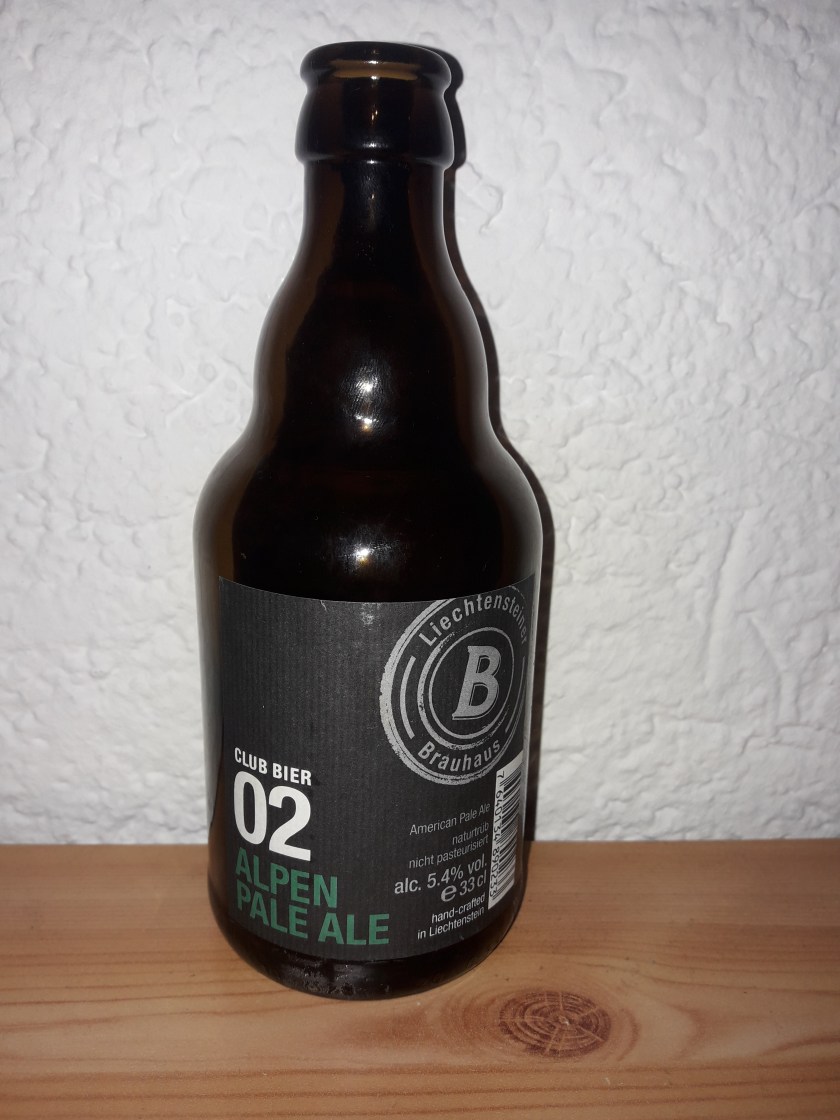 Liechtensteiner
B
Brauhaus
CLUB BIER
02
ALPEN
PALE ALE
American Pale Ale
naturtrüb
nicht pasteurisiert
alc. 5.4% vol.
℮ 33 cl
hand-crafted
in Liechtenstein